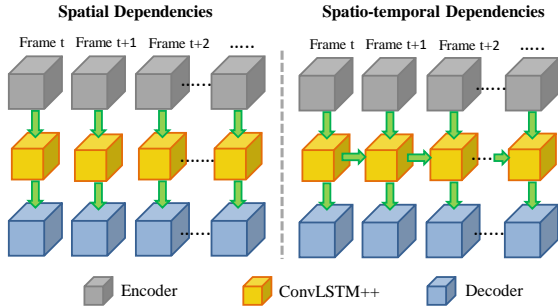 Spatial Dependencies
Spatio-temporal Dependencies
Frame t Frame t+1 Frame t+2 .....
Frame t Frame t+1 Frame t+2 .....
Encoder ConvLSTM++ Decoder